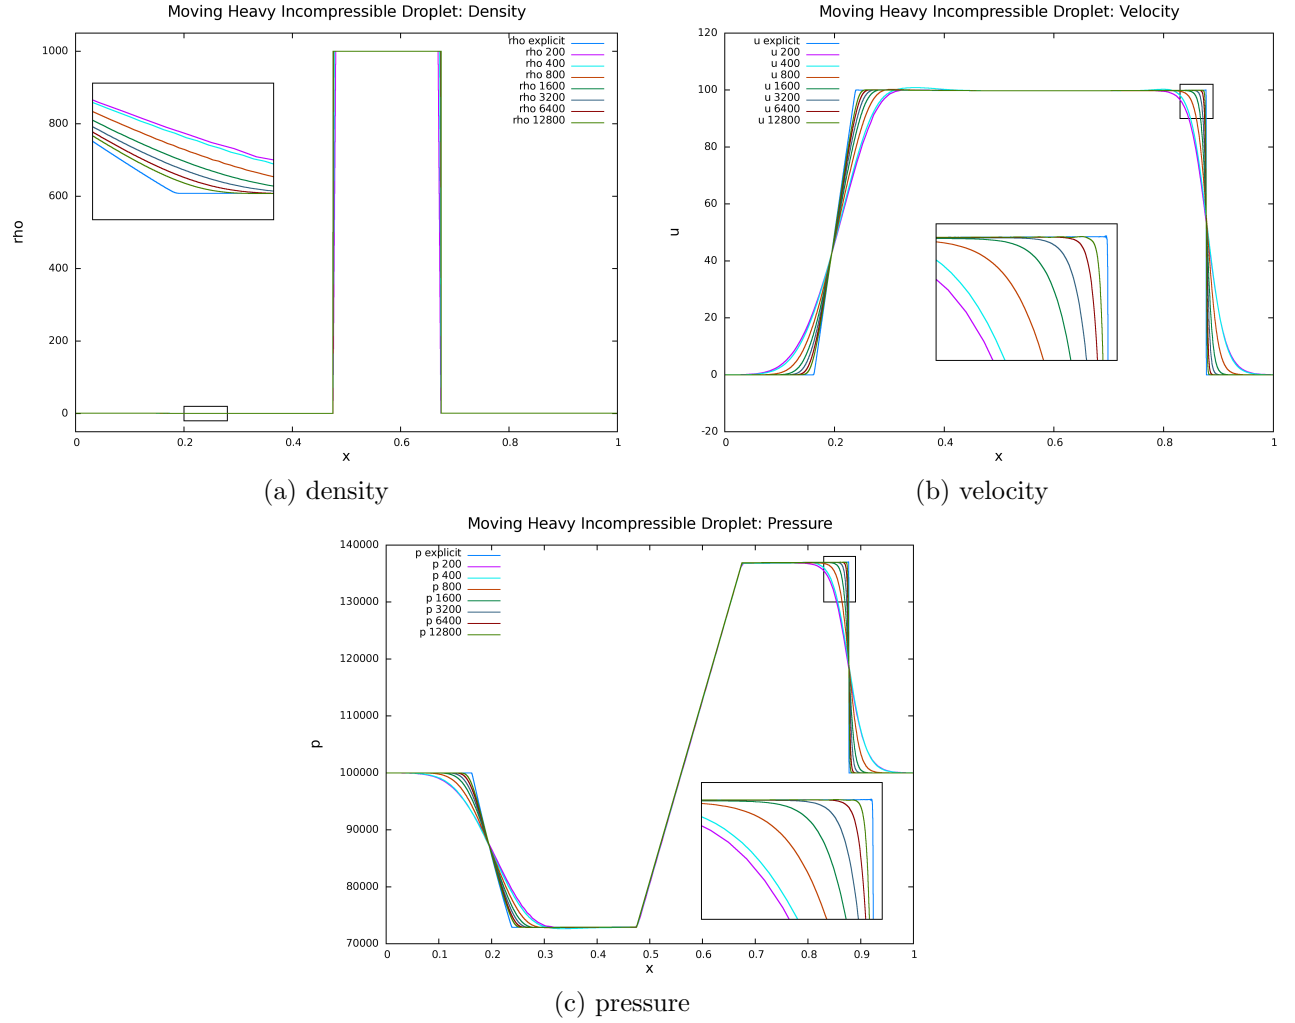 Moving Heavy Incompressible Droplet: Density
rho explicit
rho 200
rho 400
rho 800
rho 1600
rho 3200
rho 6400
rho 12800
1000
800
600
400
200
0
rho
0 0.2 0.4 0.6 0.8 1
x
(a) density
Moving Heavy Incompressible Droplet: Velocity
u explicit
u 200
u 400
u 800
u 1600
u 3200
u 6400
u 12800
120
100
80
60
40
20
0
-20
u
0 0.2 0.4 0.6 0.8 1
x
(b) velocity
Moving Heavy Incompressible Droplet: Pressure
p explicit
p 200
p 400
p 800
p 1600
p 3200
p 6400
p 12800
140000
130000
120000
110000
100000
90000
80000
70000
p
0 0.1 0.2 0.3 0.4 0.5 0.6 0.7 0.8 0.9 1
x
(c) pressure